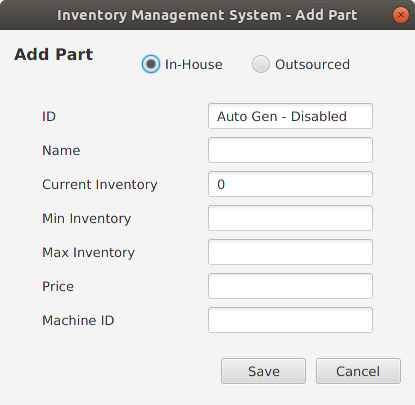 Inventory Management System - Add Part
Add Part
In-House
Outsourced
ID
Auto Gen - Disabled
Name
Current Inventory
0
Min Inventory
Max Inventory
Price
Machine ID
Save
Cancel